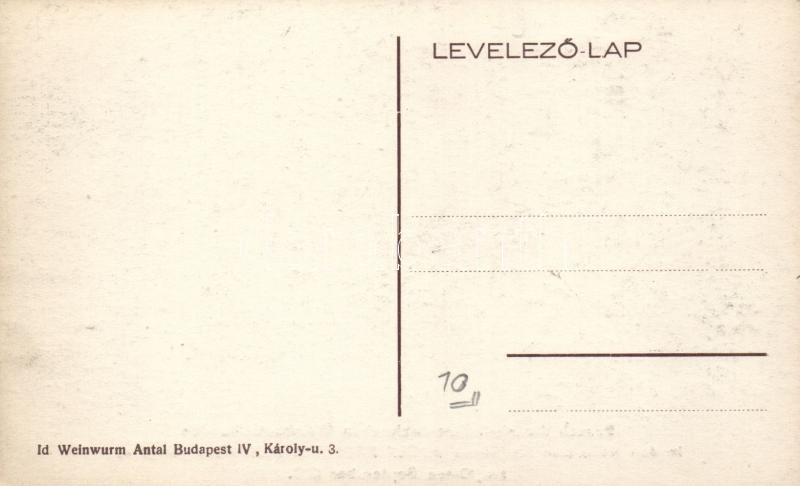 LEVELEZŐ-LAP
10
Id. Weinwurm Antal Budapest IV, Károly-u. 3.